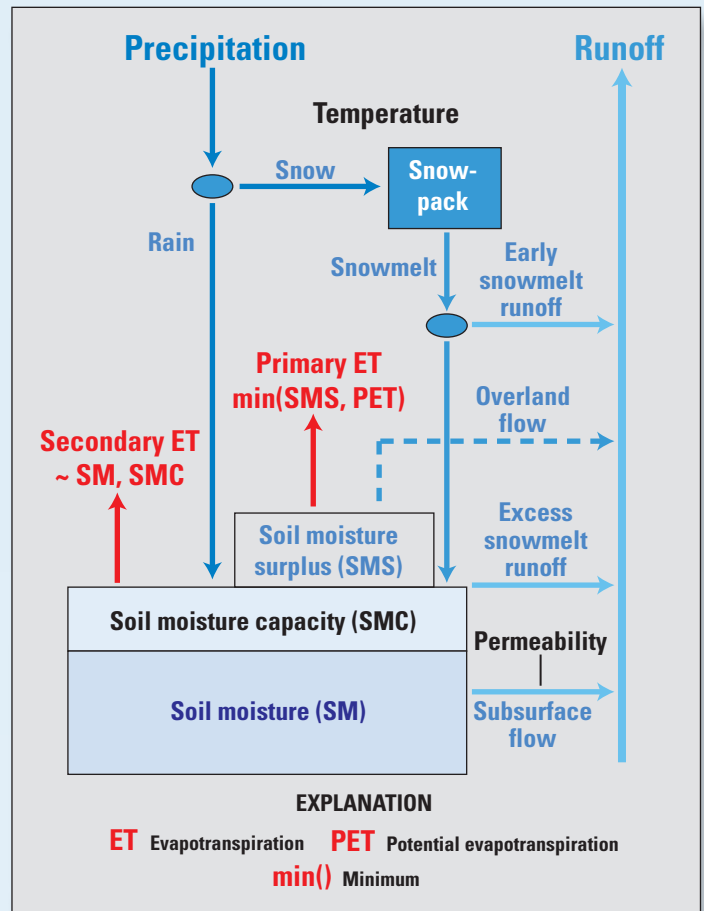 Precipitation
Runoff
Temperature
Snow
Snow-
pack
Rain
Snowmelt
Early
snowmelt
runoff
Primary ET
min(SMS, PET)
Overland
flow
Secondary ET
~ SM, SMC
Soil moisture
surplus (SMS)
Excess
snowmelt
runoff
Soil moisture capacity (SMC)
Permeability
Soil moisture (SM)
Subsurface
flow
EXPLANATION
ET Evapotranspiration PET Potential evapotranspiration
min() Minimum